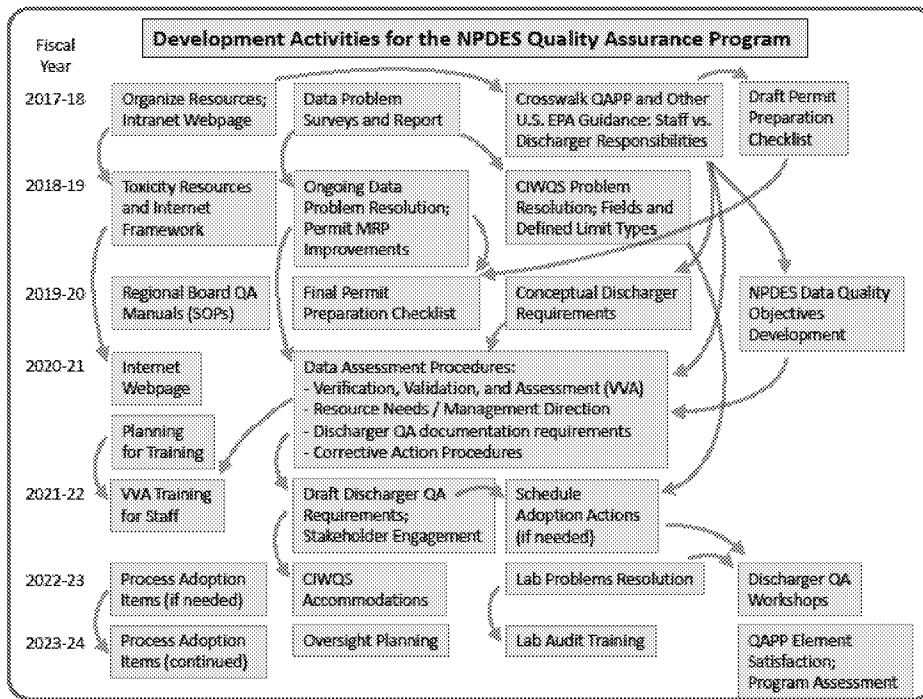 Development Activities for the NPDES Quality Assurance Program
Fiscal
Year
2017-18
Organize Resources;
Intranet Webpage
Data Problem
Surveys and Report
Crosswalk QAPP and Other
U.S. EPA Guidance: Staff vs.
Discharger Responsibilities
Draft Permit
Preparation
Checklist
2018-19
Toxicity Resources
and Internet
Framework
Ongoing Data
Problem Resolution;
Permit MRP
Improvements
CIWQS Problem
Resolution; Fields and
Defined Limit Types
2019-20
Regional Board QA
Manuals (SOPs)
Final Permit
Preparation Checklist
Conceptual Discharger
Requirements
NPDES Data Quality
Objectives
Development
2020-21
Internet
Webpage
Data Assessment Procedures:
- Verification, Validation, and Assessment (VVA)
- Resource Needs / Management Direction
- Discharger QA documentation requirements
- Corrective Action Procedures
Planning
for Training
2021-22
VVA Training
for Staff
Draft Discharger QA
Requirements;
Stakeholder Engagement
Schedule
Adoption Actions
(if needed)
2022-23
Process Adoption
Items (if needed)
CIWQS
Accommodations
Lab Problems Resolution
Discharger QA
Workshops
2023-24
Process Adoption
Items (continued)
Oversight Planning
Lab Audit Training
QAPP Element
Satisfaction;
Program Assessment